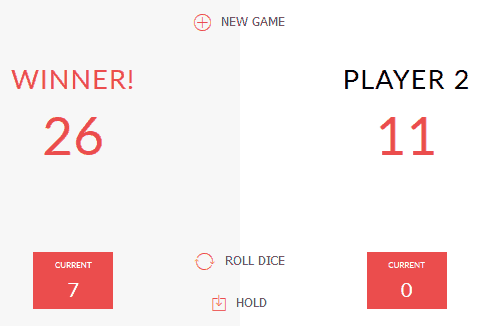 NEW GAME
WINNER!
PLAYER 2
26
11
ROLL DICE
CURRENT
7
CURRENT
0
HOLD